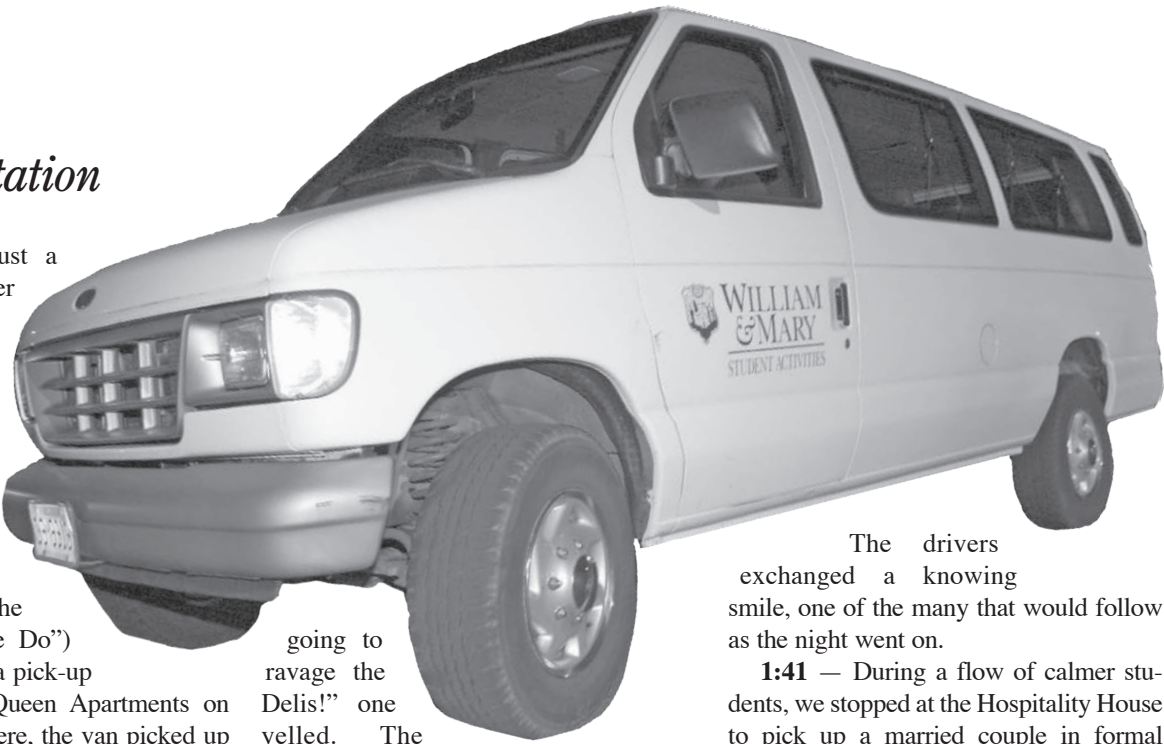 tation
ust a
er
WILLIAM
& MARY
STUDENT ACTIVITIES
he
e Do”)
a pick-up
Queen Apartments on
ere, the van picked up
going to
ravage the
Delis!” one
yelled. The
The drivers
exchanged a knowing
smile, one of the many that would follow
as the night went on.
1:41 — During a flow of calmer stu-
dents, we stopped at the Hospitality House
to pick up a married couple in formal